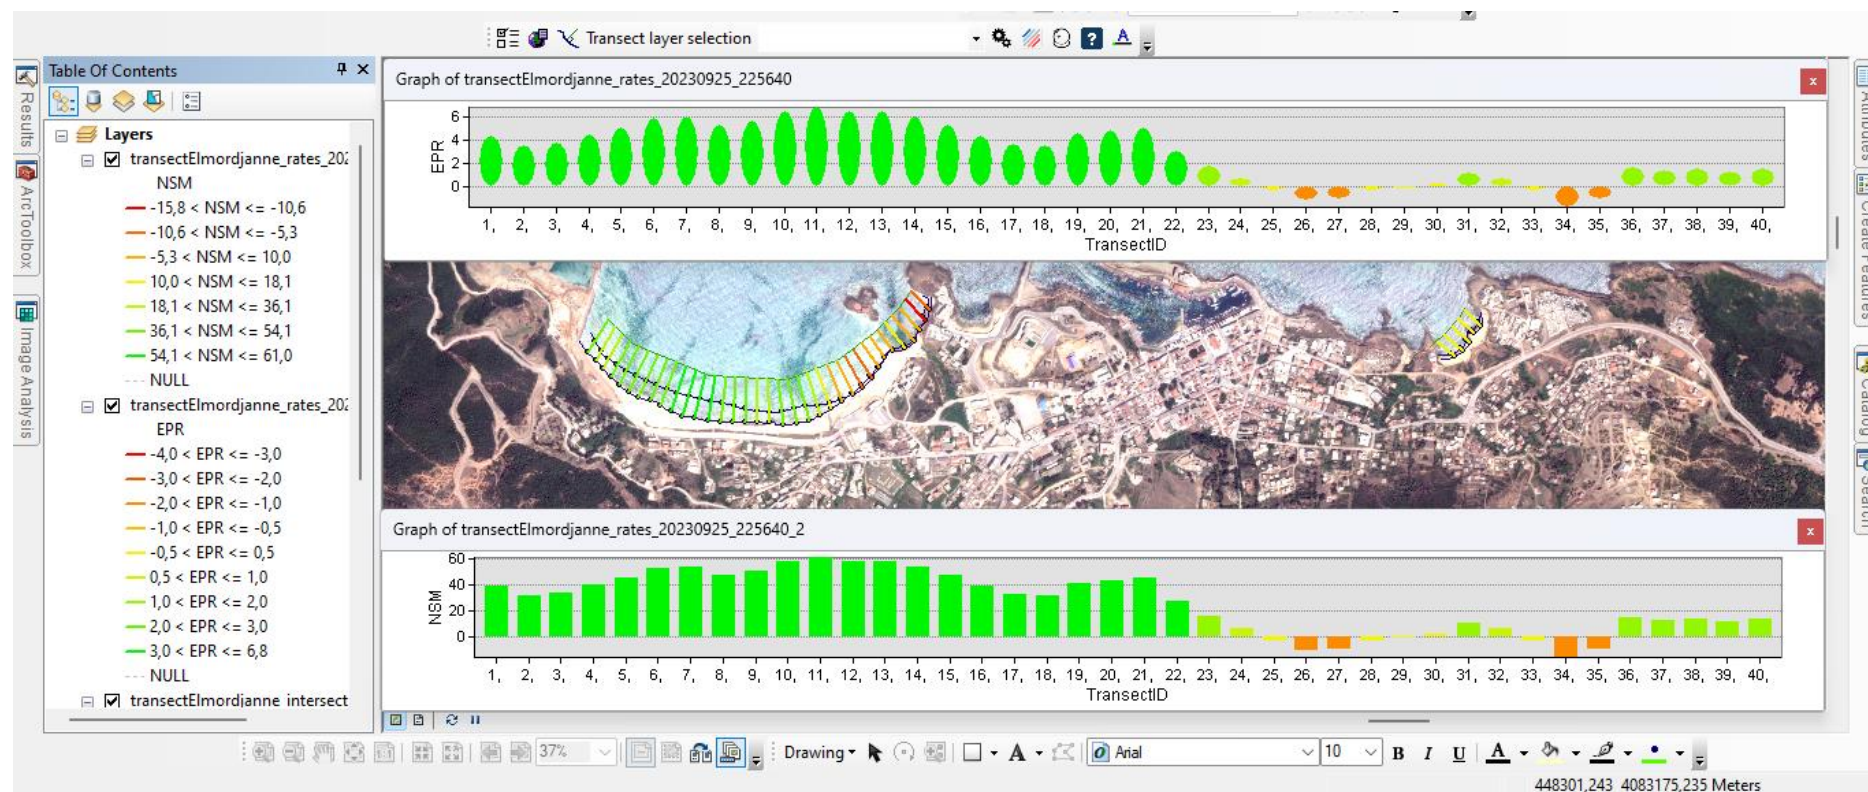 Transect layer selection
Table Of Contents
Results
ArcToolbox
Image Analysis
Layers
transectElmordjanne_rates_202
NSM
-15,8 < NSM <= -10,6
-10,6 < NSM <= -5,3
-5,3 < NSM <= 10,0
10,0 < NSM <= 18,1
18,1 < NSM <= 36,1
36,1 < NSM <= 54,1
54,1 < NSM <= 61,0
NULL
transectElmordjanne_rates_202
EPR
-4,0 < EPR <= -3,0
-3,0 < EPR <= -2,0
-2,0 < EPR <= -1,0
-1,0 < EPR <= -0,5
-0,5 < EPR <= 0,5
0,5 < EPR <= 1,0
1,0 < EPR <= 2,0
2,0 < EPR <= 3,0
3,0 < EPR <= 6,8
NULL
transectElmordjanne intersect
Graph of transectElmordjanne_rates_20230925_225640
EPR
6
4
2
0
1, 2, 3, 4, 5, 6, 7, 8, 9, 10, 11, 12, 13, 14, 15, 16, 17, 18, 19, 20, 21, 22, 23, 24, 25, 26, 27, 28, 29, 30, 31, 32, 33, 34, 35, 36, 37, 38, 39, 40,
TransectID
Graph of transectElmordjanne_rates_20230925_225640_2
NSM
60
40
20
0
1, 2, 3, 4, 5, 6, 7, 8, 9, 10, 11, 12, 13, 14, 15, 16, 17, 18, 19, 20, 21, 22, 23, 24, 25, 26, 27, 28, 29, 30, 31, 32, 33, 34, 35, 36, 37, 38, 39, 40,
TransectID
Attributes
Create Features
Catalog
Search
37%
Drawing
A
Arial
10
B I U A
448301,243 4083175,235 Meters